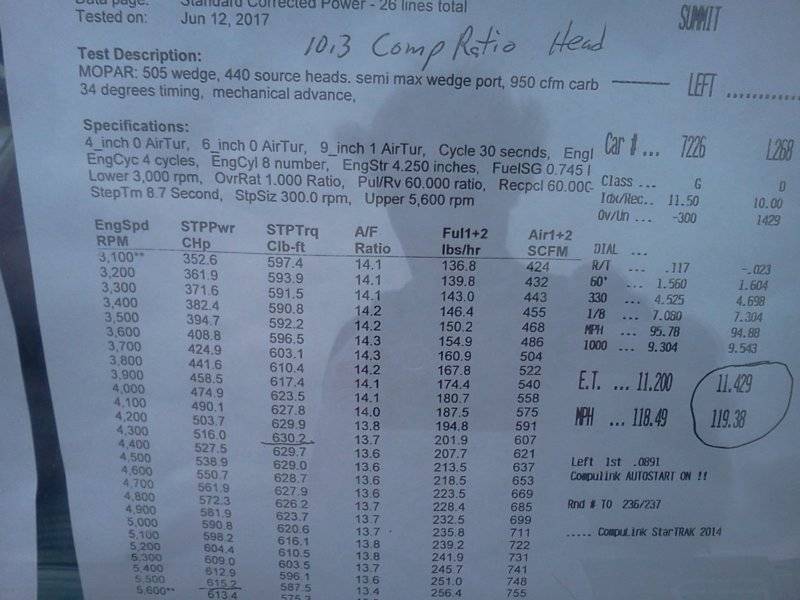 Data page: Standard Corrected Power - 26 lines total
Tested on: Jun 12, 2017
10.3 Comp Ratio Head
Test Description:
MOPAR: 505 wedge, 440 source heads. semi max wedge port, 950 cfm carb
34 degrees timing, mechanical advance,
Specifications:
4_inch 0 AirTur, 6_inch 0 AirTur, 9_inch 1 AirTur, Cycle 30 secnds, Engl
EngCyc 4 cycles, EngCyl 8 number, EngStr 4.250 inches, FuelSG 0.745 l
Lower 3,000 rpm, OvrRat 1.000 Ratio, Pul/Rv 60.000 ratio, Recpcl 60.000
StepTm 8.7 Second, StpSiz 300.0 rpm, Upper 5,600 rpm
EngSpd STPPwr STPTrq A/F Ful1+2 Air1+2
RPM CHp Clb-ft Ratio lbs/hr SCFM
3,100** 352.6 597.4 14.1 136.8 424
3,200 361.9 593.9 14.1 139.8 432
3,300 371.6 591.5 14.1 143.0 443
3,400 382.4 590.8 14.2 146.4 455
3,500 394.7 592.2 14.2 150.2 468
3,600 408.8 596.5 14.3 154.9 486
3,700 424.9 603.1 14.3 160.9 504
3,800 441.6 610.4 14.2 167.8 522
3,900 458.5 617.4 14.1 174.4 540
4,000 474.9 623.5 14.1 180.7 558
4,100 490.1 627.8 14.0 187.5 575
4,200 503.7 629.9 13.8 194.8 591
4,300 516.0 630.2 13.7 201.9 607
4,400 527.5 629.7 13.6 207.7 621
4,500 538.9 629.0 13.6 213.5 637
4,600 550.7 628.7 13.6 218.5 653
4,700 561.9 627.9 13.6 223.5 669
4,800 572.3 626.2 13.6 228.4 685
4,900 581.9 623.7 13.7 232.5 699
5,000 590.8 620.6 13.7 235.8 711
5,100 598.2 616.1 13.8 239.2 722
5,200 604.4 610.5 13.8 241.9 731
5,300 609.0 603.5 13.7 245.7 741
5,400 612.9 596.1 13.6 251.0 748
5,500 615.2 587.5 13.4 256.4 755
5,600** 613.4 575.3
SUMMIT
LEFT ............
Car # ... 7226 L268
Class ... G D
Idx/Rec.. 11.50 10.00
Ov/Un ... -300 1429
DIAL ...
R/T ... .117 -.023
60' ... 1.560 1.604
330 ... 4.525 4.698
1/8 ... 7.080 7.304
MPH ... 95.78 94.88
1000 ... 9.304 9.543
E.T. ... 11.200 11.429
MPH ... 118.49 119.38
Left 1st .0891
Compulink AUTOSTART ON !!
Rnd # TO 236/237
..... CompuLink StarTRAK 2014